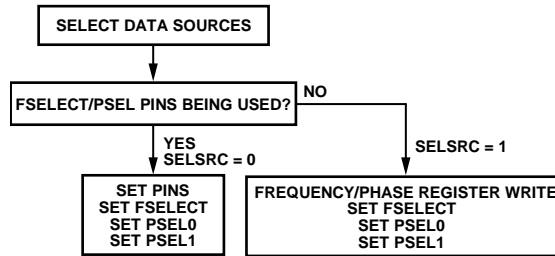 SELECT DATA SOURCES
FSELECT/PSEL PINS BEING USED?
NO
YES
SELSRC = 0
SELSRC = 1
SET PINS
SET FSELECT
SET PSEL0
SET PSEL1
FREQUENCY/PHASE REGISTER WRITE
SET FSELECT
SET PSEL0
SET PSEL1